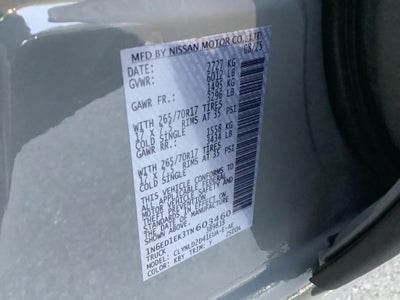 MFD BY NISSAN MOTOR CO.,LTD.
DATE: 08/25
GVWR: 2727 KG
6012 LB
GAWR FR.: 1495 KG
3296 LB
WITH 265/70R17 TIRES
17 X 7.5 RIMS AT 35 PSI
COLD SINGLE
GAWR RR.: 1558 KG
3434 LB
WITH 265/70R17 TIRES
17 X 7.5 RIMS AT 35 PSI
COLD SINGLE
THIS VEHICLE CONFORMS
TO ALL APPLICABLE FEDERAL
MOTOR VEHICLE SAFETY
STANDARDS IN EFFECT ON THE
DATE OF MANUFACTURE
SHOWN ABOVE.
1N6ED1EK3TN603460
TRUCK
MODEL:
COLOR: KBY TRIM: Y